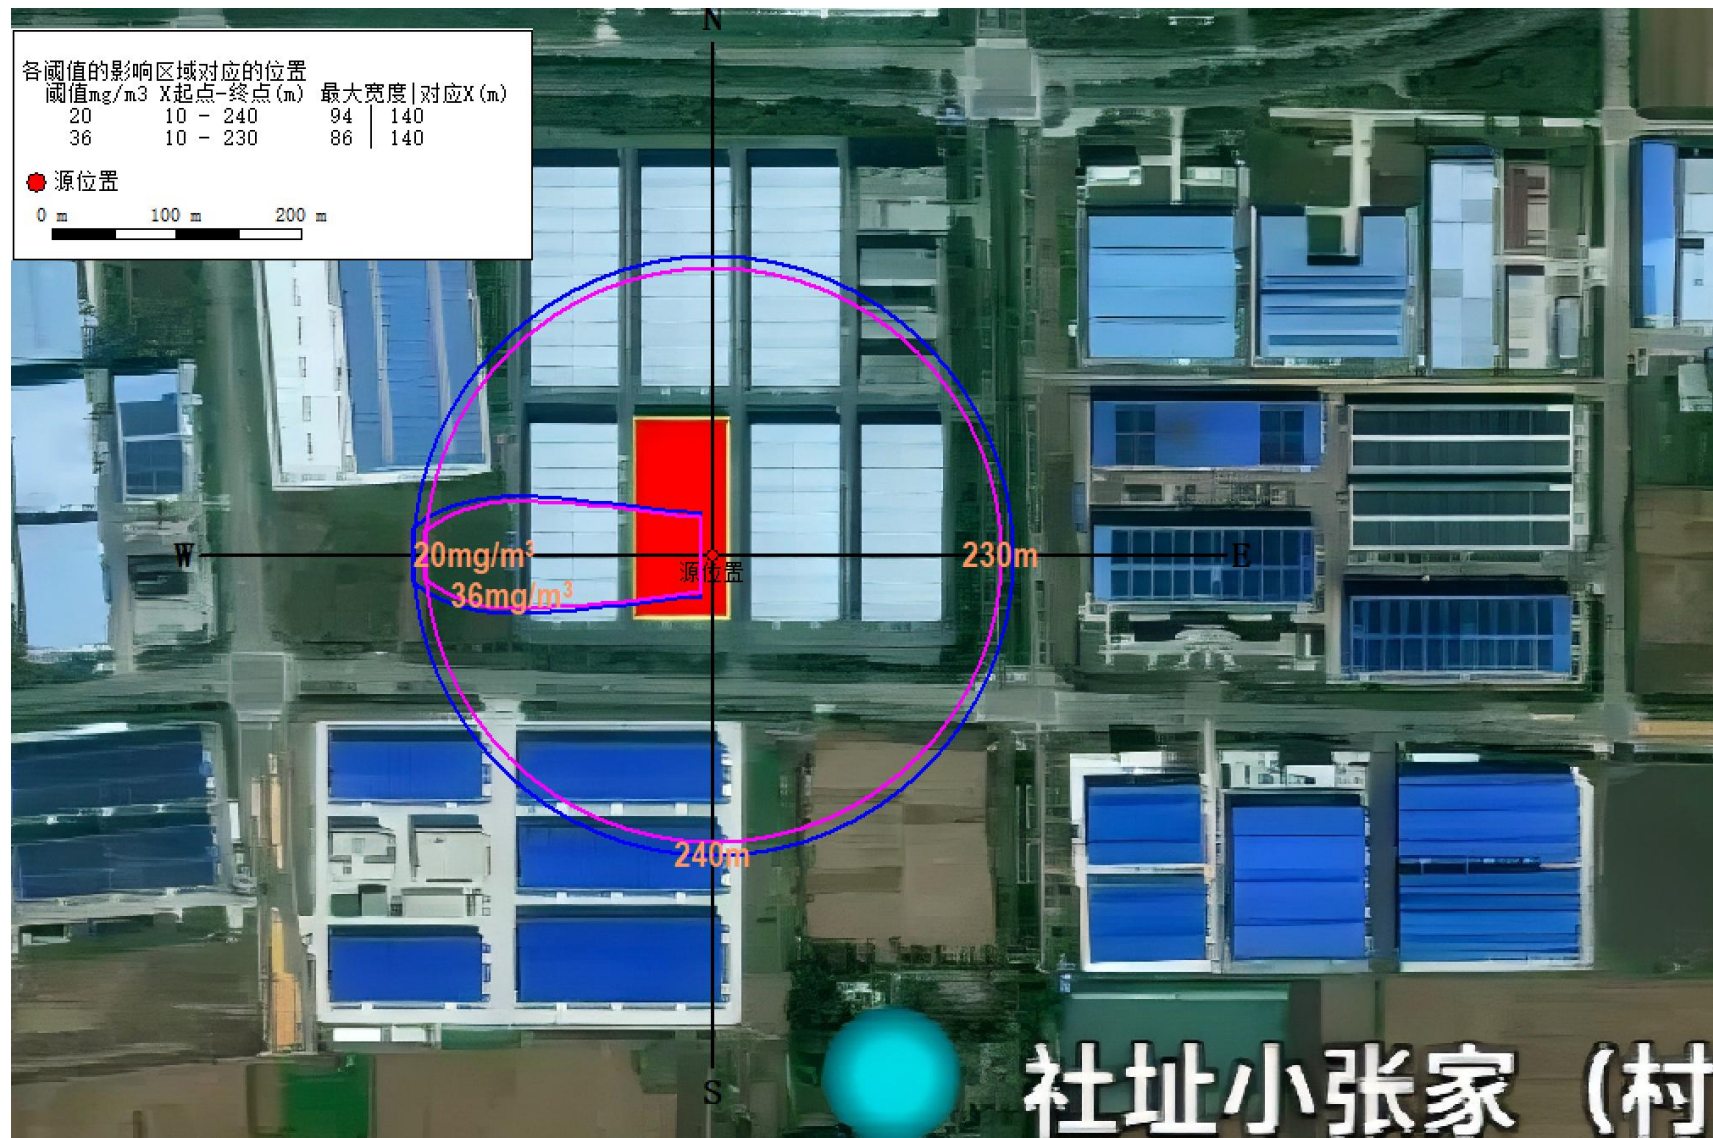 N
各阈值的影响区域对应的位置
阈值mg/m3 X起点-终点(m) 最大宽度|对应X(m)
20 10 - 240 94 | 140
36 10 - 230 86 | 140
源位置
0 m 100 m 200 m
W 20mg/m³ 230m E
源位置
36mg/m³
240m
S
社址小张家（村